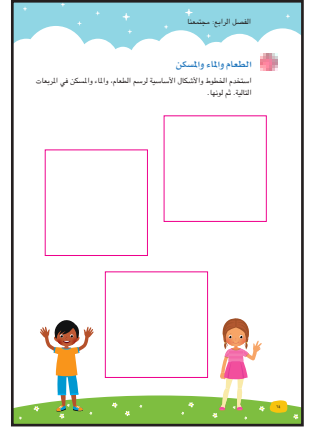 الفصل الرابع: مجتمعنا
الطعام والماء والمسكن
استخدم الخطوط والأشكال الأساسية لرسم الطعام، والماء والمسكن في المربعات
التالية. ثم لونها.